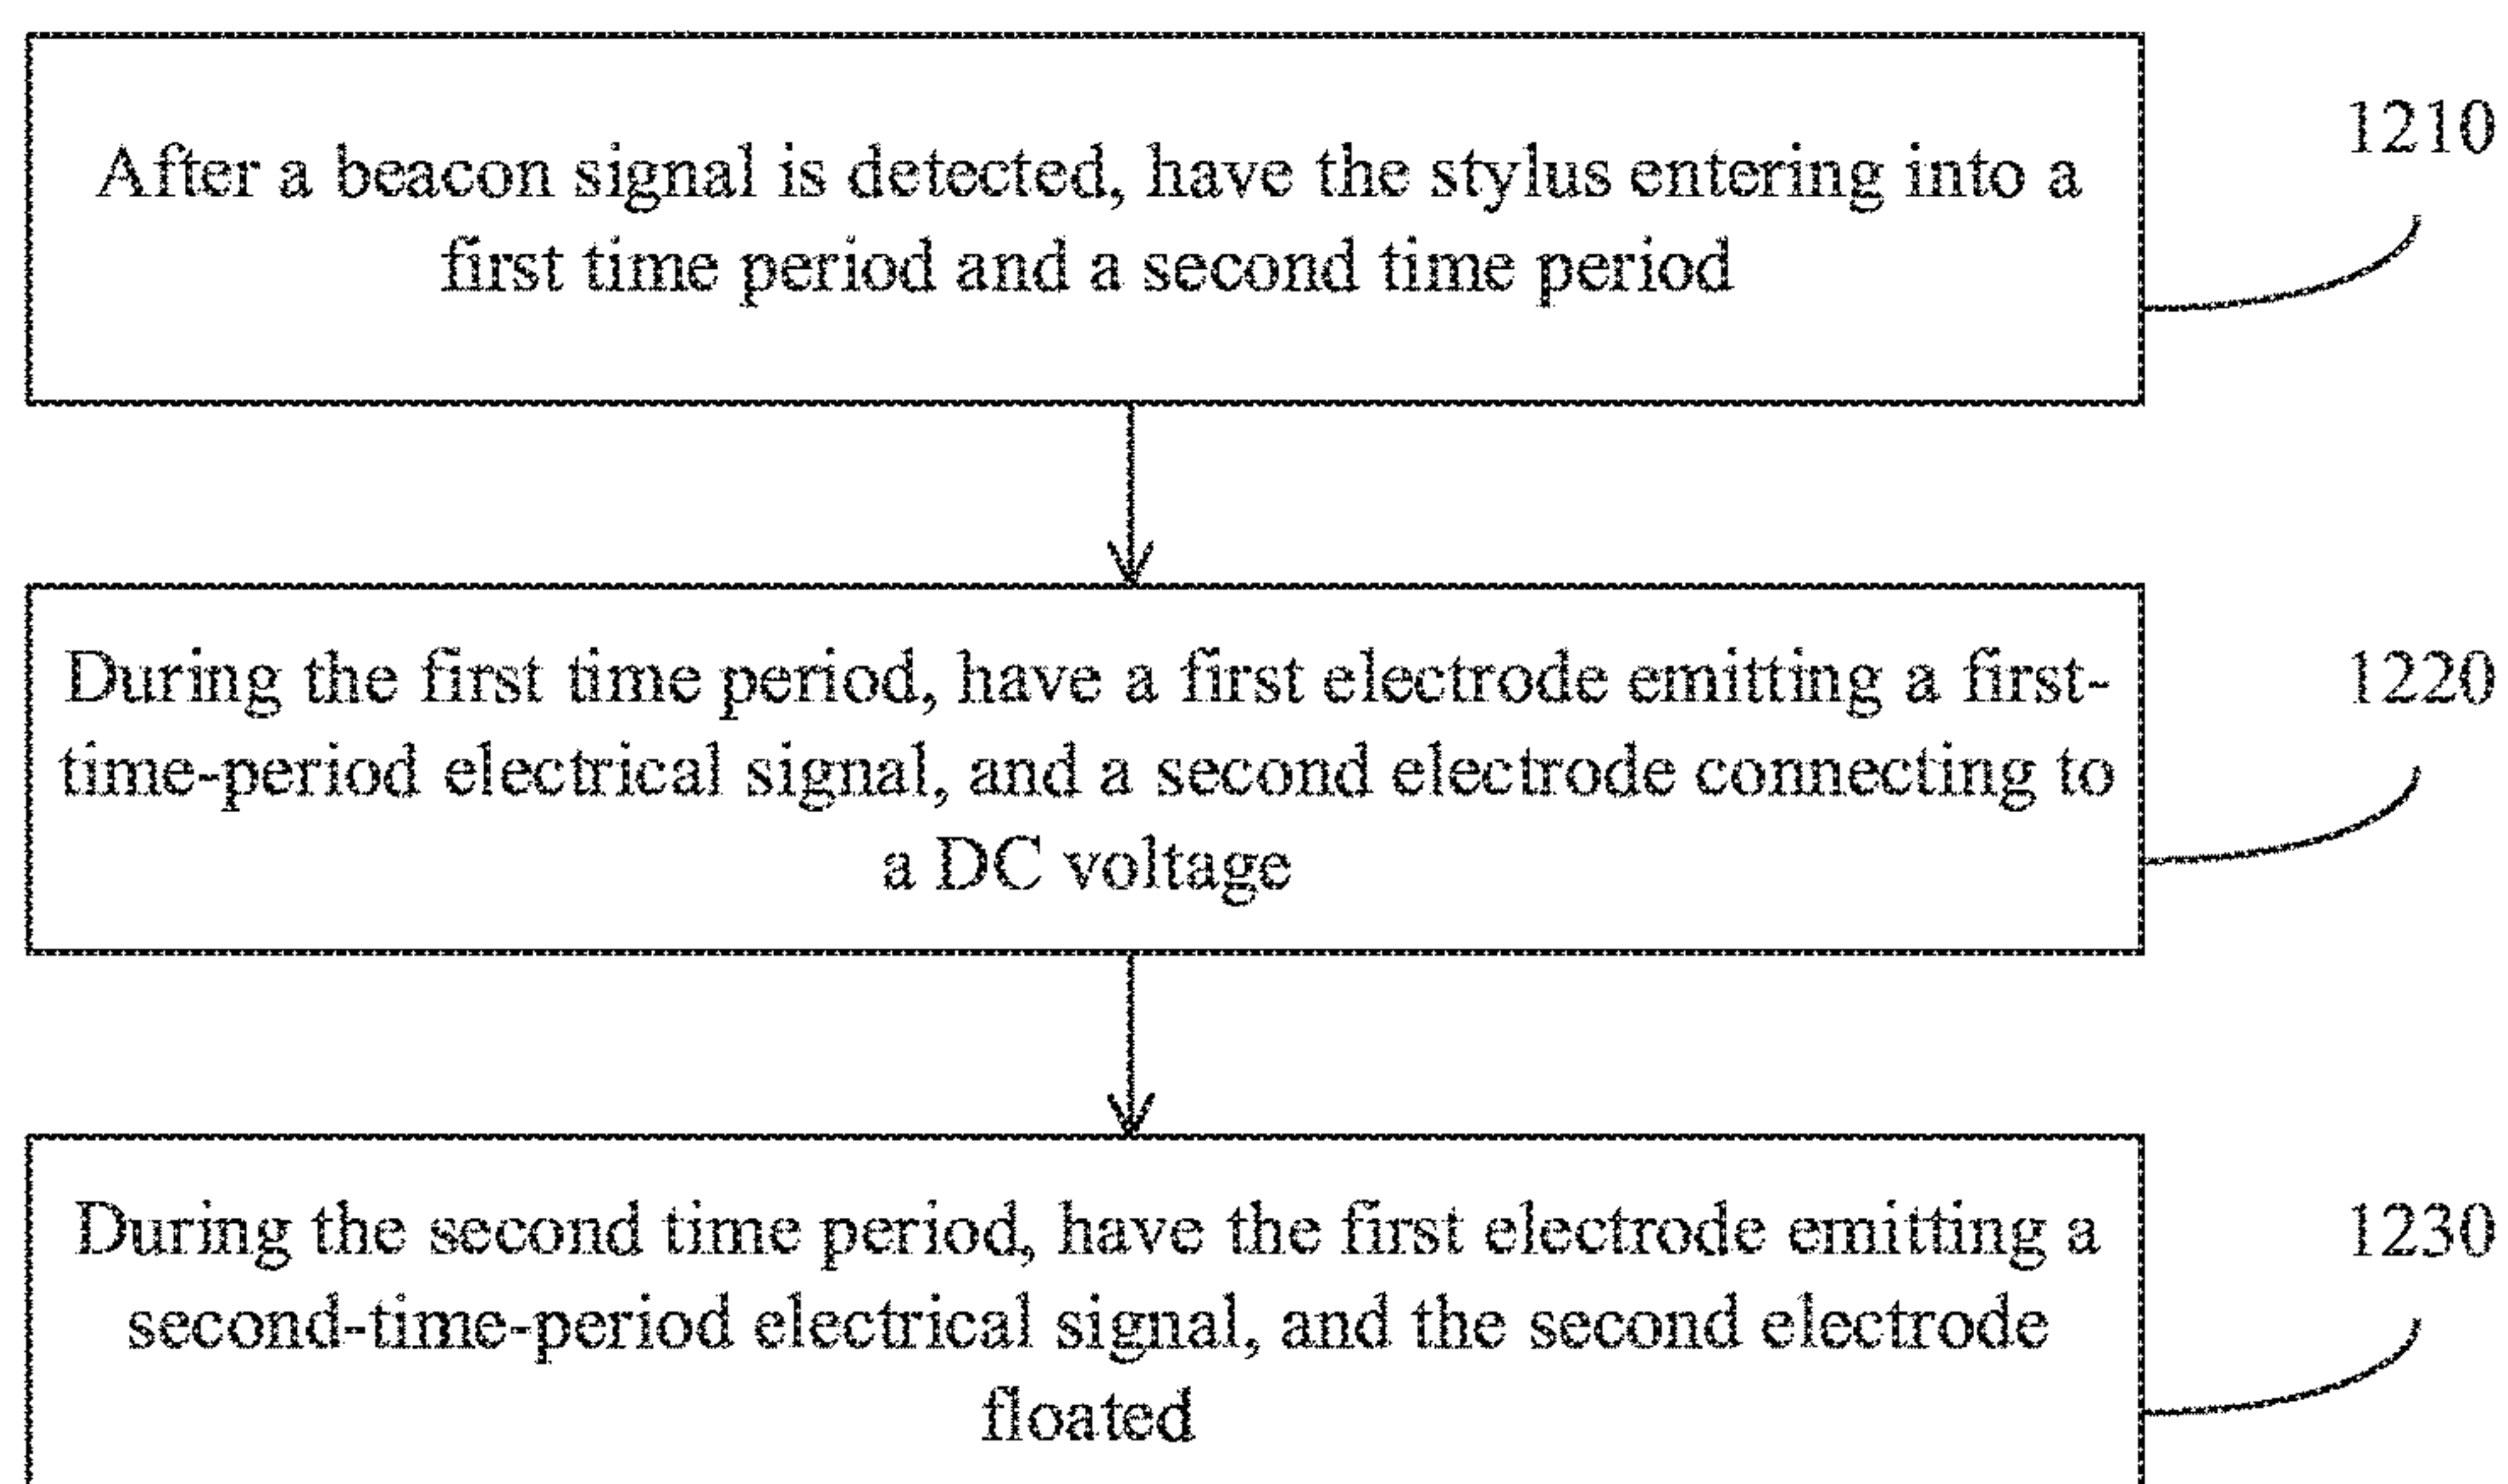 After a beacon signal is detected, have the stylus entering into a
first time period and a second time period
1210
During the first time period, have a first electrode emitting a first-
time-period electrical signal, and a second electrode connecting to
a DC voltage
1220
During the second time period, have the first electrode emitting a
second-time-period electrical signal, and the second electrode
floated
1230